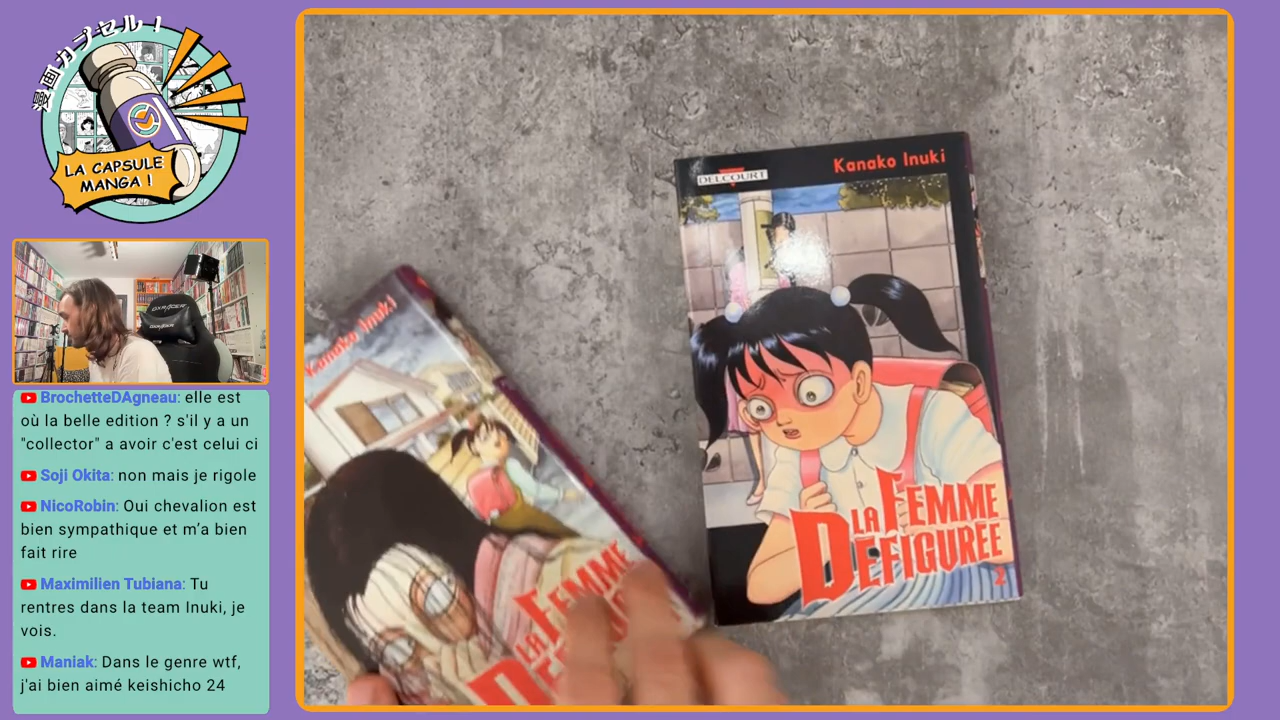 漫画カプセル!
LA CAPSULE
MANGA !
BrochetteDAgneau: elle est
où la belle edition ? s'il y a un
"collector" a avoir c'est celui ci
Soji Okita: non mais je rigole
NicoRobin: Oui chevalion est
bien sympathique et m'a bien
fait rire
Maximilien Tubiana: Tu
rentres dans la team Inuki, je
vois.
Maniak: Dans le genre wtf,
j'ai bien aimé keishicho 24
Kanako Inuki
LA FEMME
DELCOURT
Kanako Inuki
LA FEMME
DÉFIGURÉE
2